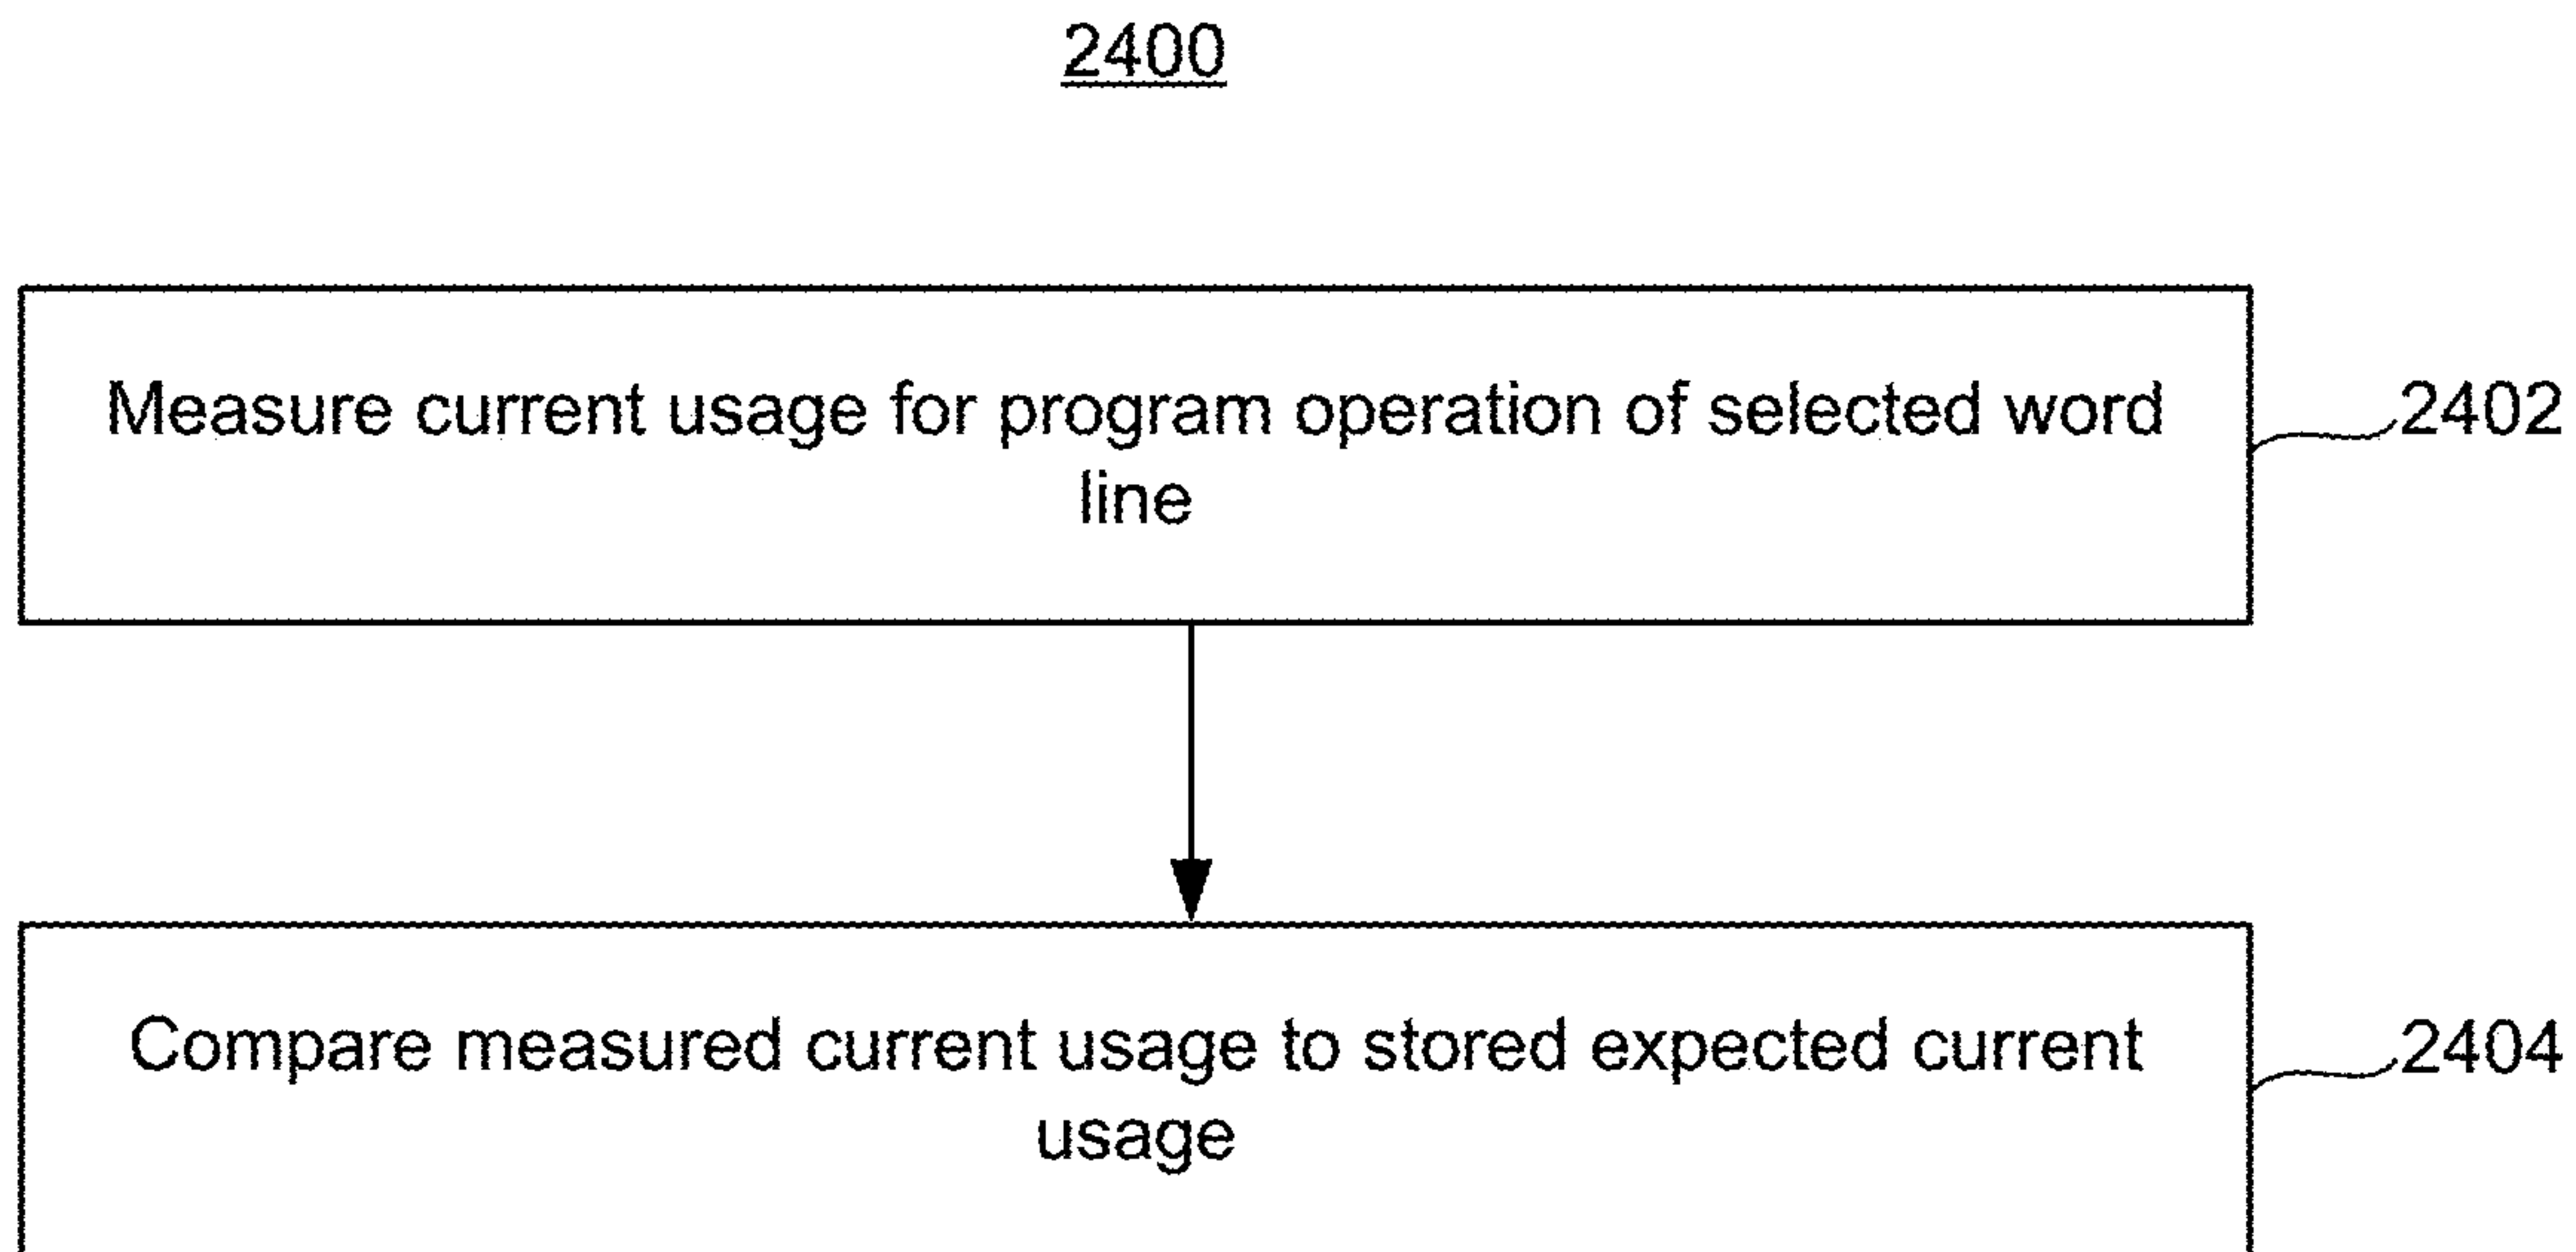 2400
Measure current usage for program operation of selected word
line
2402
Compare measured current usage to stored expected current
usage
2404